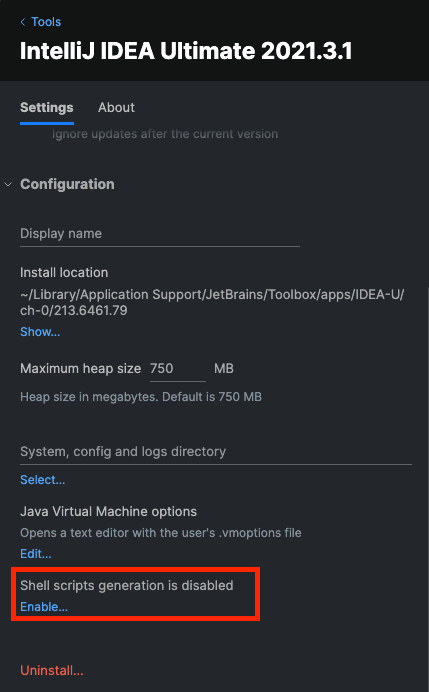 Tools
IntelliJ IDEA Ultimate 2021.3.1
Settings About
Ignore updates after the current version
Configuration
Display name
Install location
~/Library/Application Support/JetBrains/Toolbox/apps/IDEA-U/
ch-0/213.6461.79
Show...
Maximum heap size 750 MB
Heap size in megabytes. Default is 750 MB
System, config and logs directory
Select...
Java Virtual Machine options
Opens a text editor with the user's .vmoptions file
Edit...
Shell scripts generation is disabled
Enable...
Uninstall...